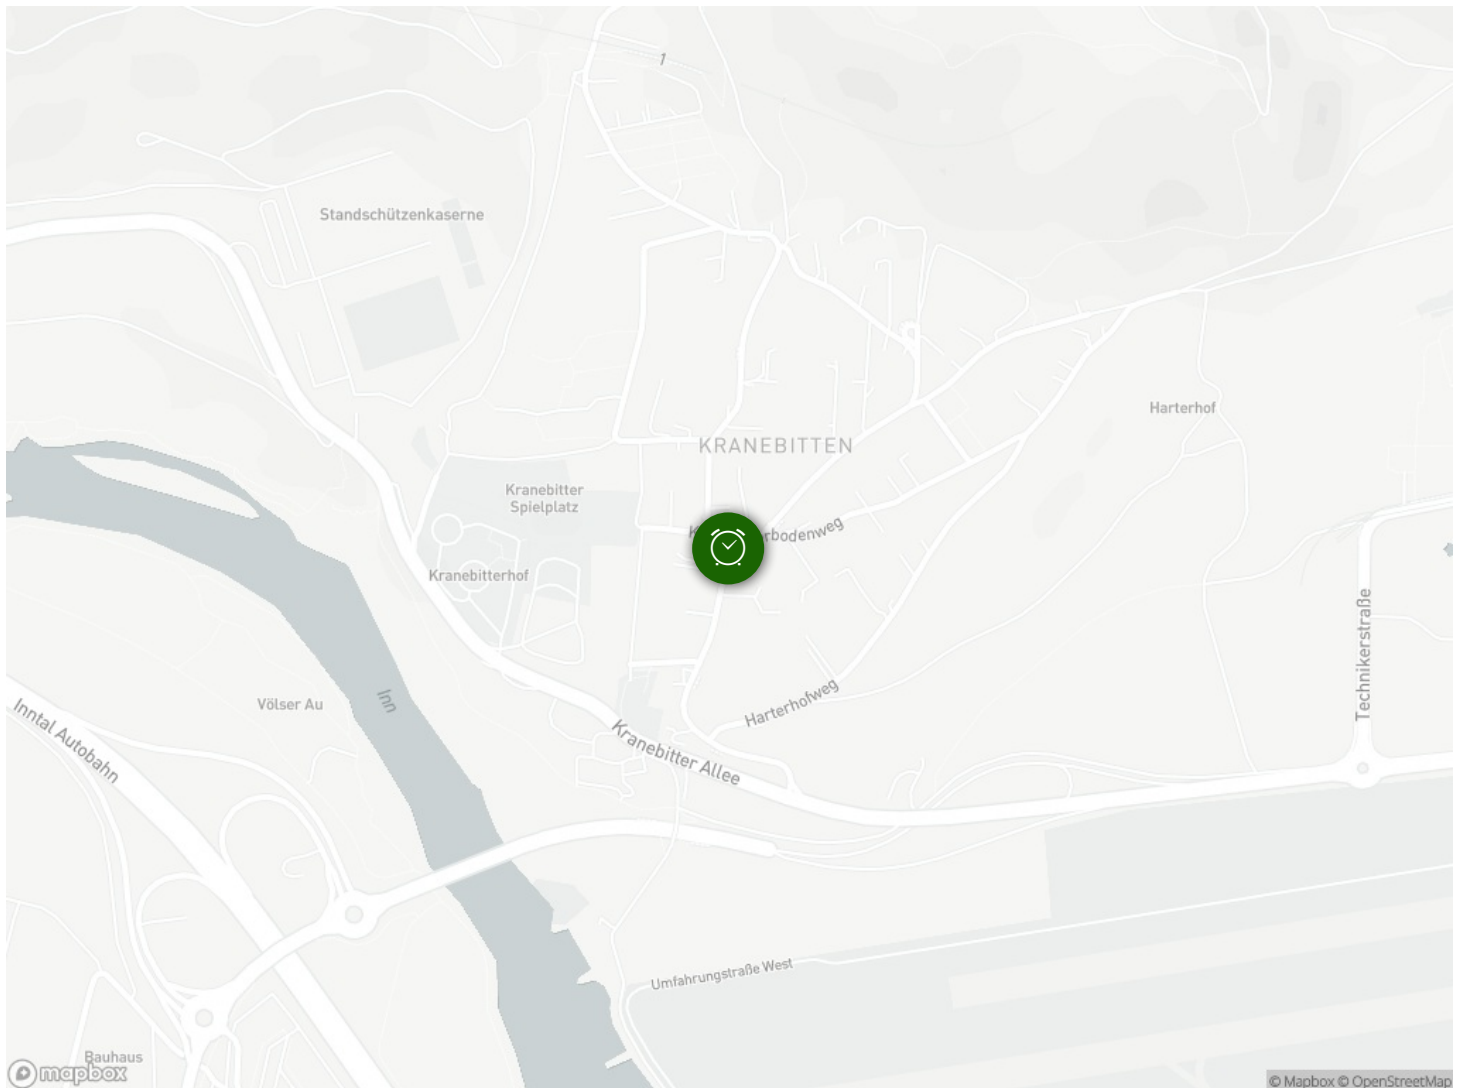 1
Standschützenkaserne
Harterhof
KRANEBITTEN
Kranebitter
Spielplatz
rbodenweg
Kranebitterhof
Technikerstraße
Völser Au
Inn
Harterhofweg
Inntal Autobahn
Kranebitter Allee
Umfahrungstraße West
Bauhaus
mapbox
© Mapbox © OpenStreetMap